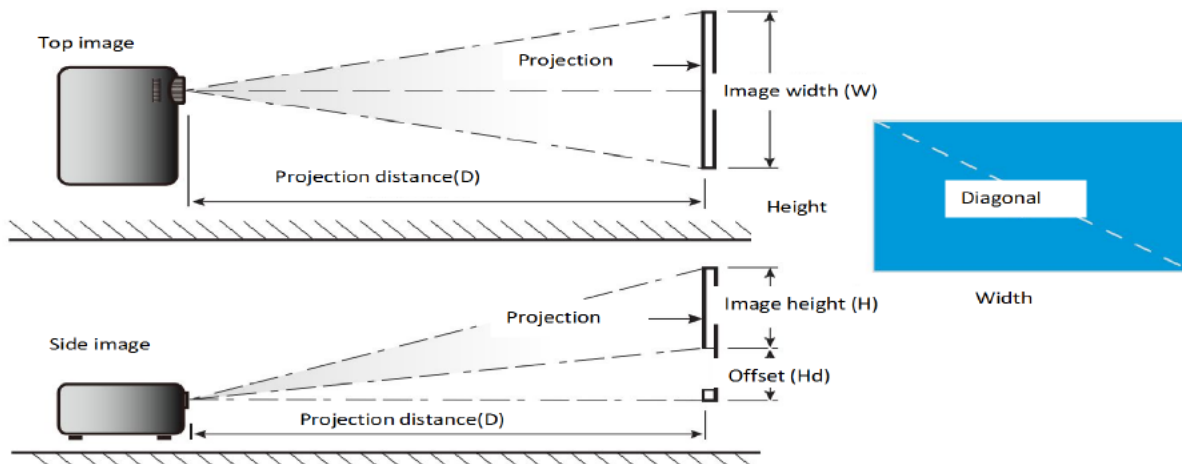 Top image
Projection
Image width (W)
Projection distance(D)
Height
Diagonal
Width
Image height (H)
Projection
Side image
Offset (Hd)
Projection distance(D)